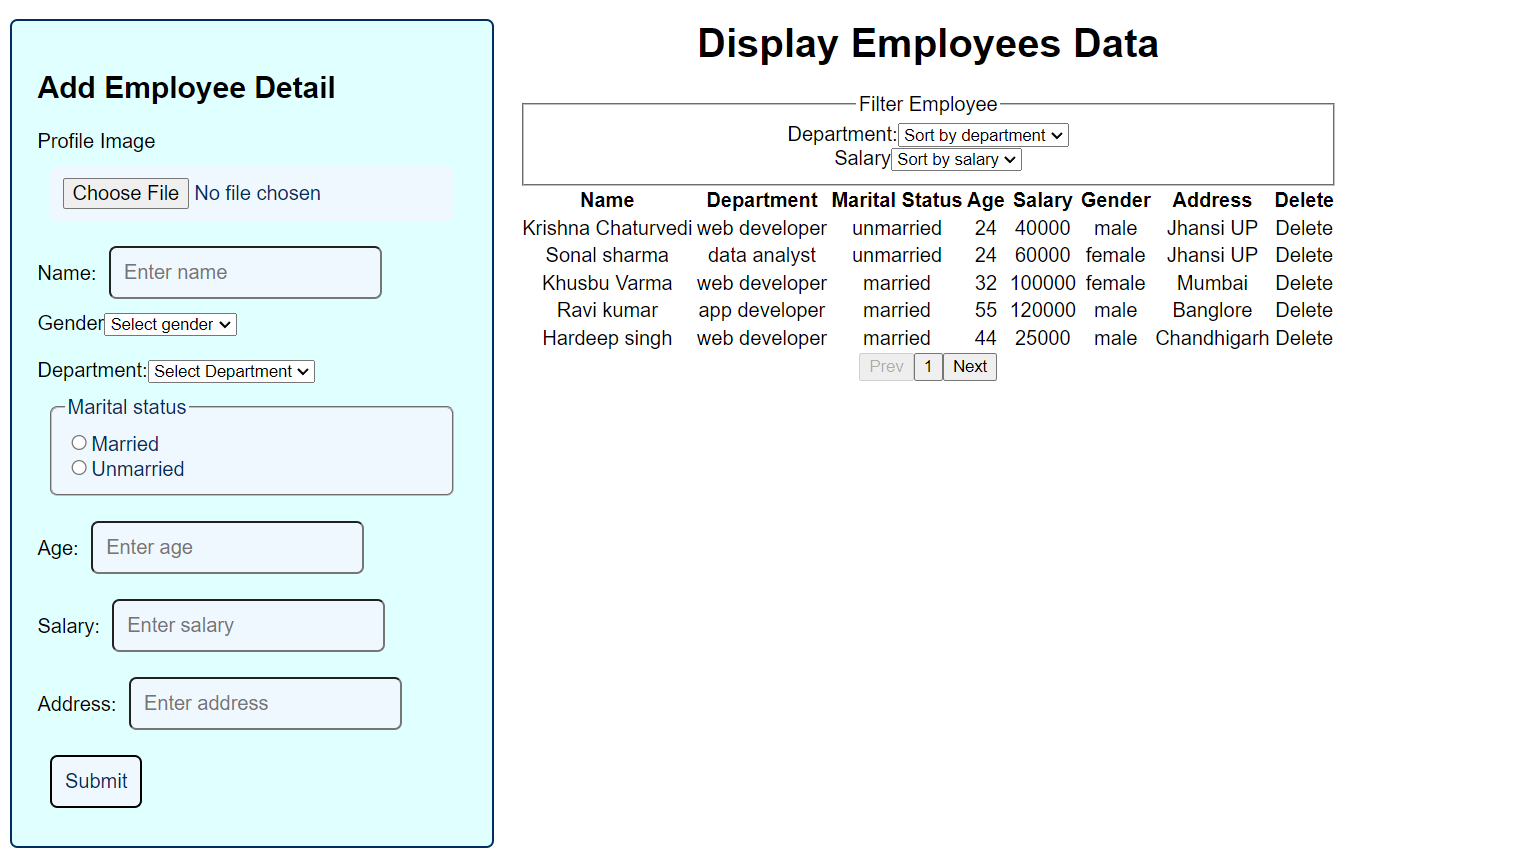 Add Employee Detail
Profile Image
Choose File No file chosen
Name: Enter name
Gender Select gender
Department: Select Department
Marital status
Married
Unmarried
Age: Enter age
Salary: Enter salary
Address: Enter address
Submit
Display Employees Data
Filter Employee
Department: Sort by department
Salary Sort by salary
Name Department Marital Status Age Salary Gender Address Delete
Krishna Chaturvedi web developer unmarried 24 40000 male Jhansi UP Delete
Sonal sharma data analyst unmarried 24 60000 female Jhansi UP Delete
Khusbu Varma web developer married 32 100000 female Mumbai Delete
Ravi kumar app developer married 55 120000 male Banglore Delete
Hardeep singh web developer married 44 25000 male Chandhigarh Delete
Prev 1 Next